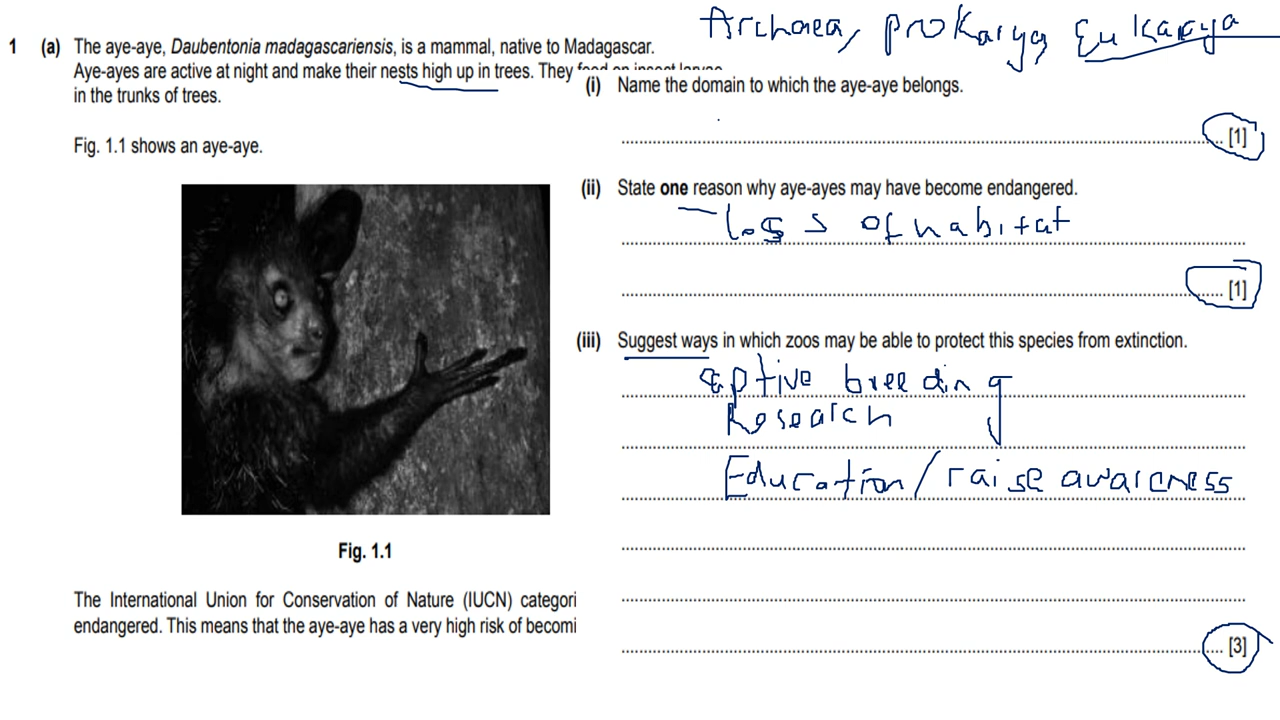 Archaea, prokarya, Eukarya
1 (a) The aye-aye, Daubentonia madagascariensis, is a mammal, native to Madagascar.
Aye-ayes are active at night and make their nests high up in trees. They feed on insect larvae
in the trunks of trees.
Fig. 1.1 shows an aye-aye.
Fig. 1.1
The International Union for Conservation of Nature (IUCN) categori
endangered. This means that the aye-aye has a very high risk of becomi
(i) Name the domain to which the aye-aye belongs.
[1]
(ii) State one reason why aye-ayes may have become endangered.
– loss of habitat
[1]
(iii) Suggest ways in which zoos may be able to protect this species from extinction.
captive breeding
Research
Education/raise awareness
[3]